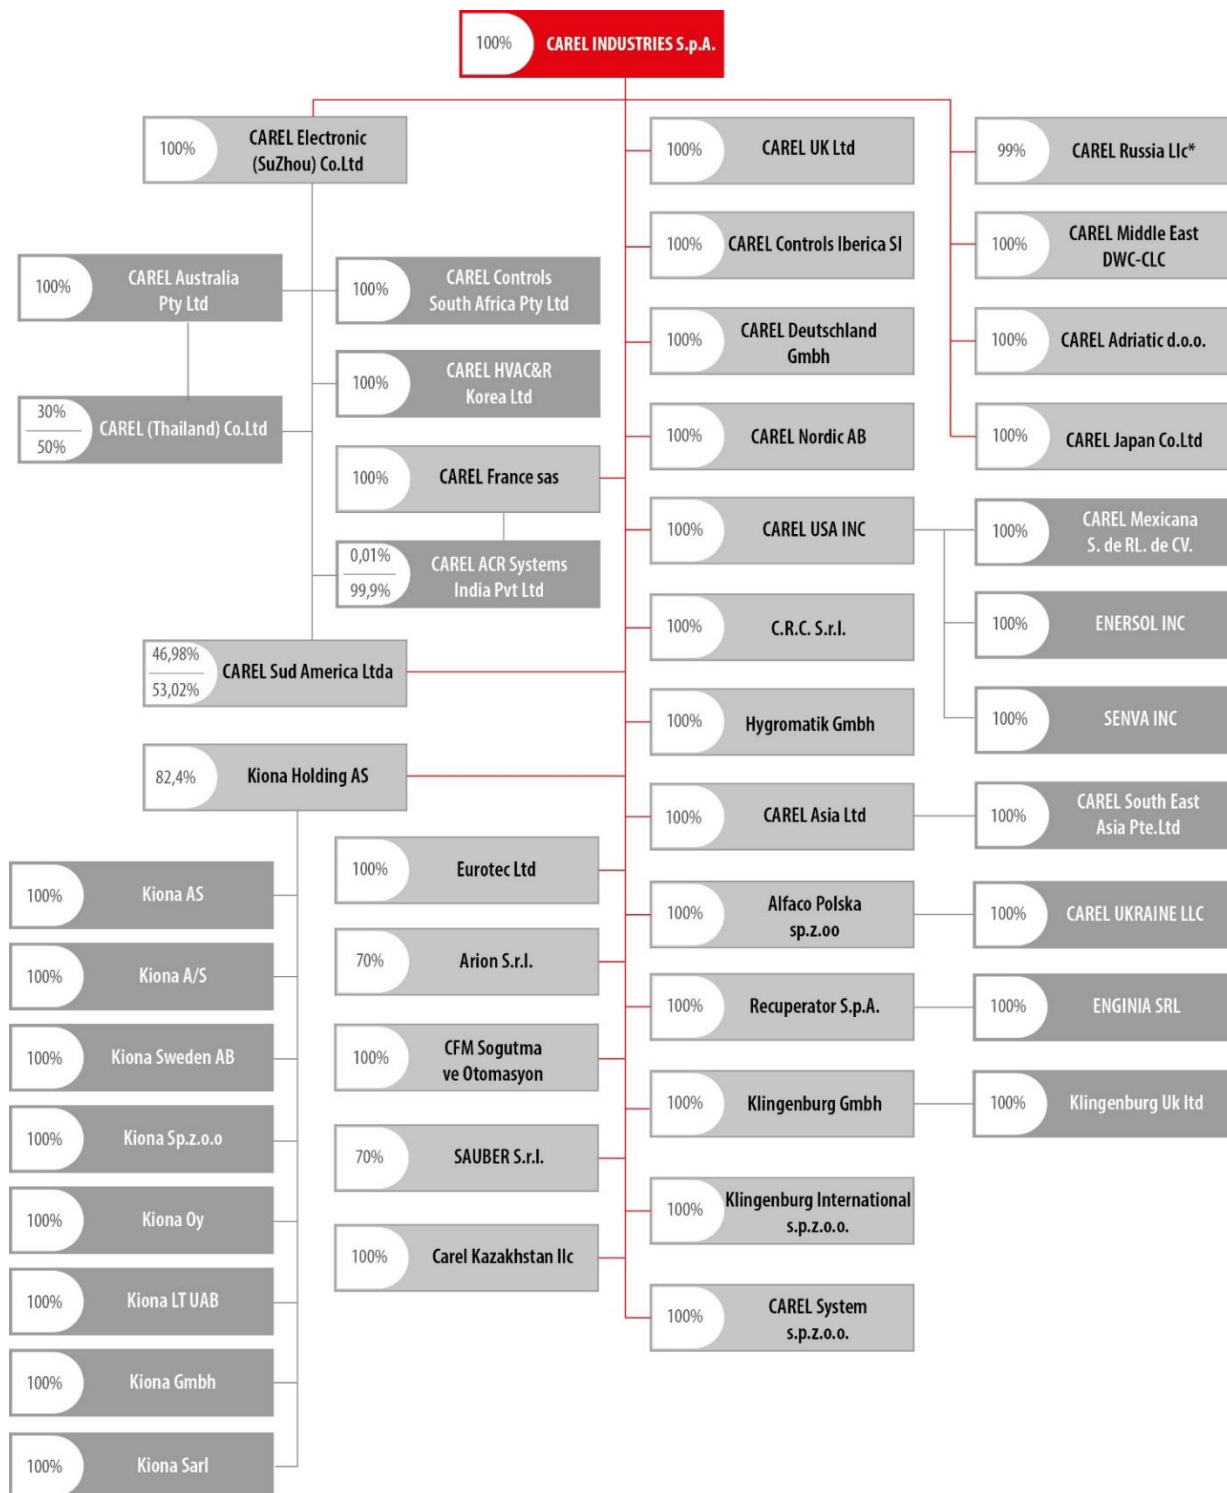 100%
CAREL INDUSTRIES S.p.A.
100%
CAREL Electronic
(SuZhou) Co.Ltd
100%
CAREL Australia
Pty Ltd
100%
CAREL Controls
South Africa Pty Ltd
100%
CAREL HVAC&R
Korea Ltd
30%
50%
CAREL (Thailand) Co.Ltd
100%
CAREL France sas
0,01%
99,9%
CAREL ACR Systems
India Pvt Ltd
46,98%
53,02%
CAREL Sud America Ltda
82,4%
Kiona Holding AS
100%
Kiona AS
100%
Kiona A/S
100%
Kiona Sweden AB
100%
Kiona Sp.z.o.o
100%
Kiona Oy
100%
Kiona LT UAB
100%
Kiona Gmbh
100%
Kiona Sarl
100%
Eurotec Ltd
70%
Arion S.r.l.
100%
CFM Sogutma
ve Otomasyon
70%
SAUBER S.r.l.
100%
Carel Kazakhstan llc
100%
CAREL UK Ltd
100%
CAREL Controls Iberica Sl
100%
CAREL Deutschland
Gmbh
100%
CAREL Nordic AB
100%
CAREL USA INC
100%
C.R.C. S.r.l.
100%
Hygromatik Gmbh
100%
CAREL Asia Ltd
100%
Alfaco Polska
sp.z.oo
100%
Recuperator S.p.A.
100%
Klingenburg Gmbh
100%
Klingenburg International
s.p.z.o.o.
100%
CAREL System
s.p.z.o.o.
99%
CAREL Russia Llc*
100%
CAREL Middle East
DWC-CLC
100%
CAREL Adriatic d.o.o.
100%
CAREL Japan Co.Ltd
100%
CAREL Mexicana
S. de RL. de CV.
100%
ENERSOL INC
100%
SENVA INC
100%
CAREL South East
Asia Pte.Ltd
100%
CAREL UKRAINE LLC
100%
ENGINIA SRL
100%
Klingenburg Uk ltd